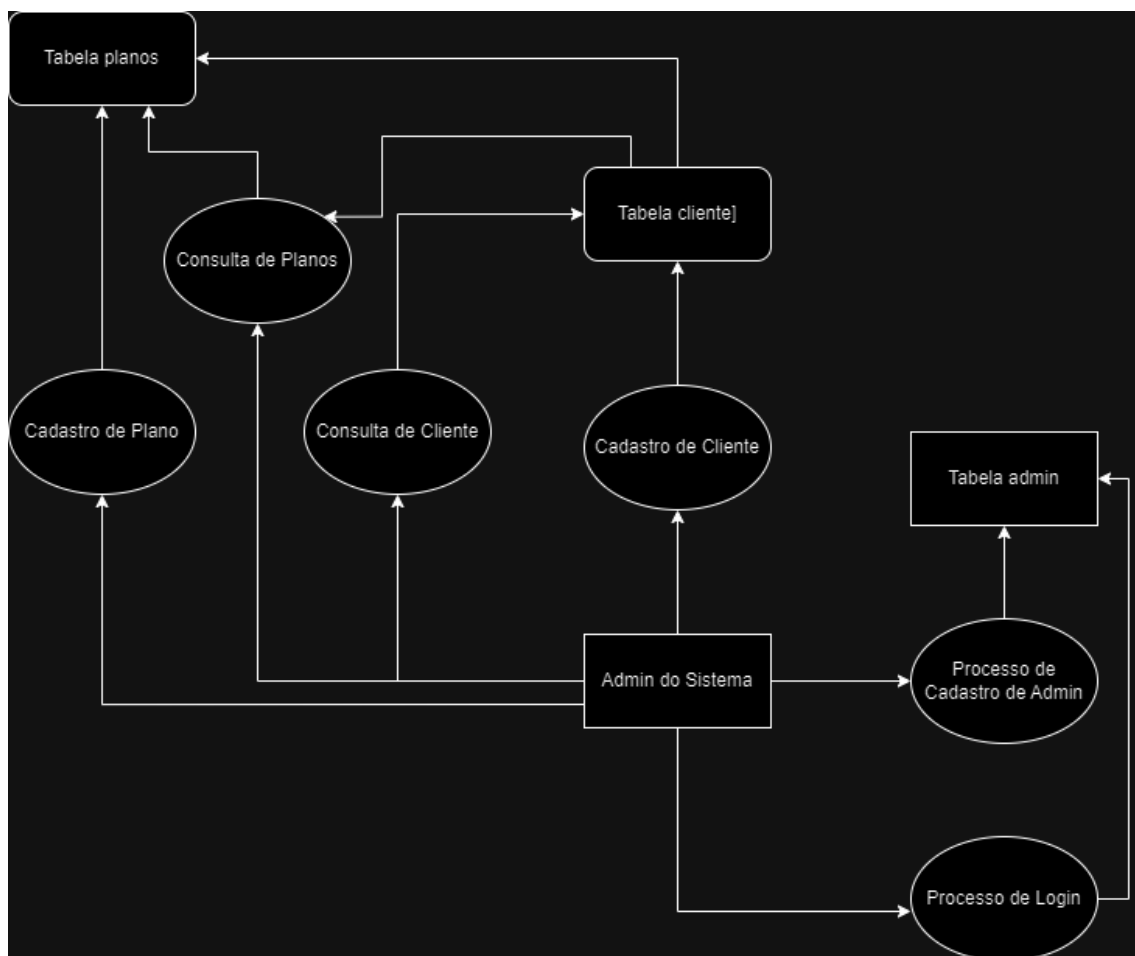 Tabela planos
Tabela cliente]
Consulta de Planos
Cadastro de Plano
Consulta de Cliente
Cadastro de Cliente
Tabela admin
Admin do Sistema
Processo de
Cadastro de Admin
Processo de Login